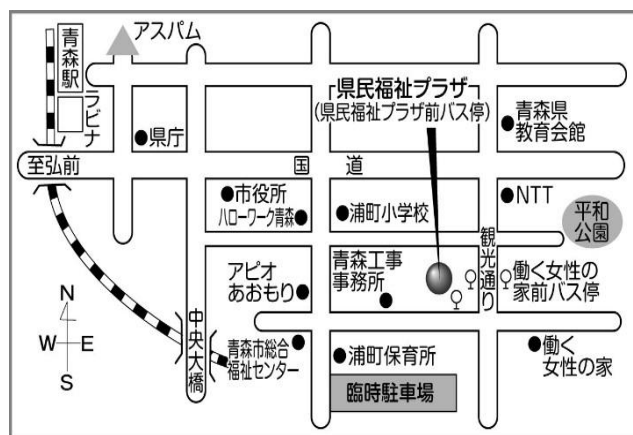 アスパム
青森駅
ラビナ
県民福祉プラザ
(県民福祉プラザ前バス停)
青森県
教育会館
県庁
至弘前
国道
市役所
ハローワーク青森
浦町小学校
NTT
平和
公園
観光通り
青森工事
事務所
働く女性の
家前バス停
アピオ
あおもり
中央大橋
N
W E
S
青森市総合
福祉センター
浦町保育所
働く
女性の家
臨時駐車場